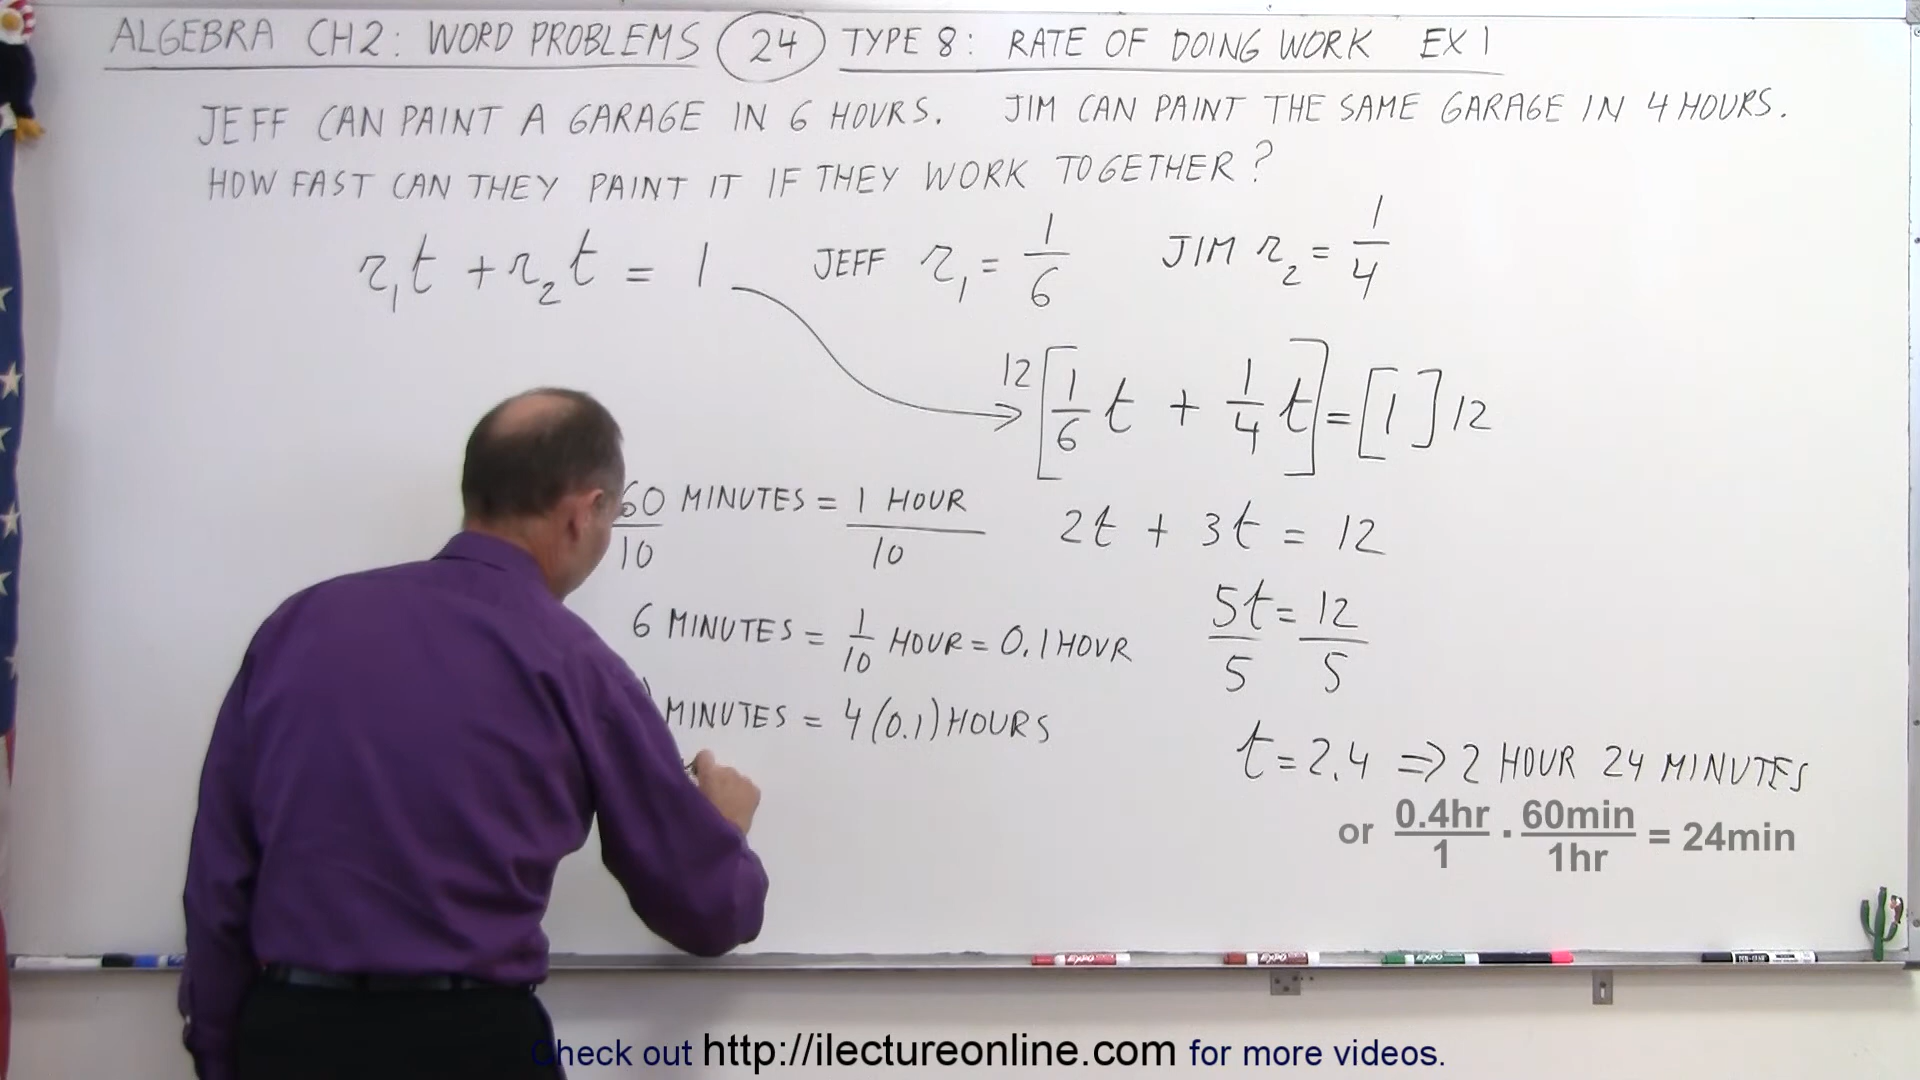 ALGEBRA CH2: WORD PROBLEMS 24 TYPE 8: RATE OF DOING WORK EX 1
JEFF CAN PAINT A GARAGE IN 6 HOURS. JIM CAN PAINT THE SAME GARAGE IN 4 HOURS.
HOW FAST CAN THEY PAINT IT IF THEY WORK TOGETHER?
r₁t + r₂t = 1 JEFF r₁ = 1/6 JIM r₂ = 1/4
12 [1/6 t + 1/4 t] = [1] 12
60/10 MINUTES = 1 HOUR/10
2t + 3t = 12
6 MINUTES = 1/10 HOUR = 0.1 HOUR
5t/5 = 12/5
MINUTES = 4(0.1) HOURS
t = 2.4 ⇒ 2 HOUR 24 MINUTES
or 0.4hr/1 · 60min/1hr = 24min
EXPO EXPO EXPO
Check out http://ilectureonline.com for more videos.